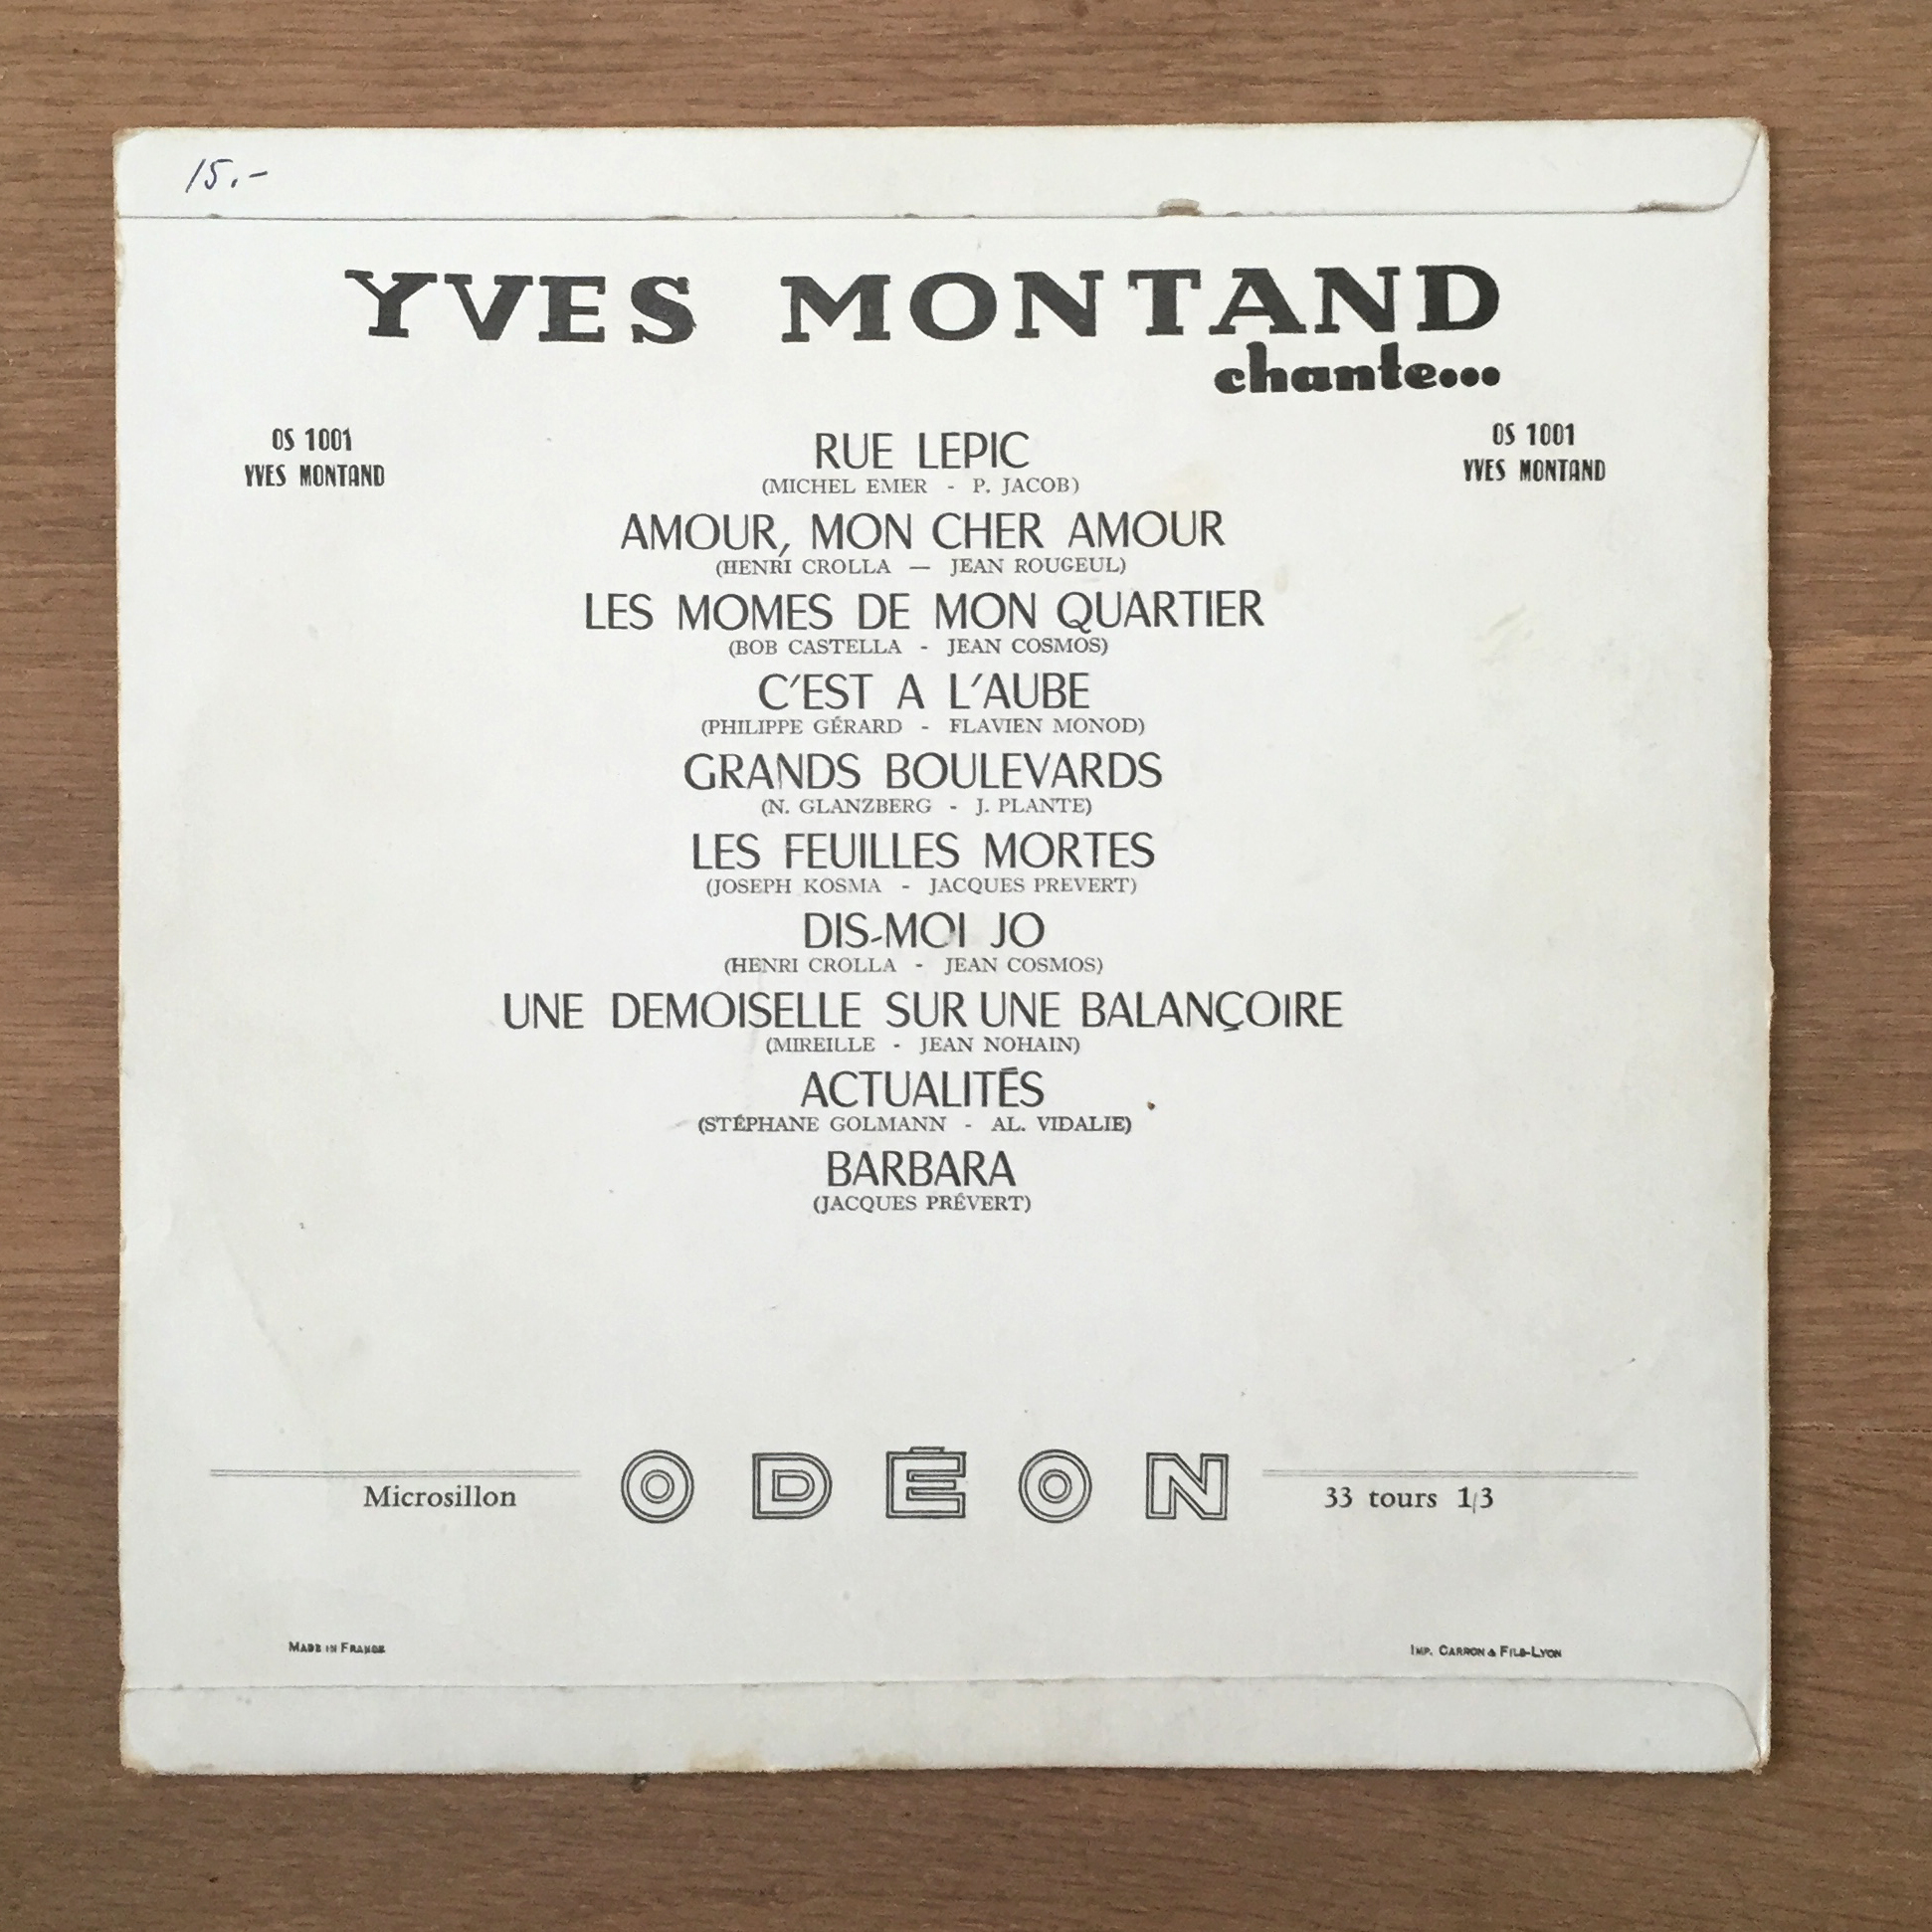 15.-
YVES MONTAND
chante...
OS 1001
YVES MONTAND
OS 1001
YVES MONTAND
RUE LEPIC
(MICHEL EMER - P. JACOB)
AMOUR, MON CHER AMOUR
(HENRI CROLLA — JEAN ROUGEUL)
LES MOMES DE MON QUARTIER
(BOB CASTELLA - JEAN COSMOS)
C'EST A L'AUBE
(PHILIPPE GÉRARD - FLAVIEN MONOD)
GRANDS BOULEVARDS
(N. GLANZBERG - J. PLANTE)
LES FEUILLES MORTES
(JOSEPH KOSMA - JACQUES PREVERT)
DIS-MOI JO
(HENRI CROLLA - JEAN COSMOS)
UNE DEMOISELLE SUR UNE BALANÇOIRE
(MIREILLE - JEAN NOHAIN)
ACTUALITÉS
(STÉPHANE GOLMANN - AL. VIDALIE)
BARBARA
(JACQUES PRÉVERT)
Microsillon
ODÉON
33 tours 1/3
MADE IN FRANCE
IMP. CARRON & FILS-LYON